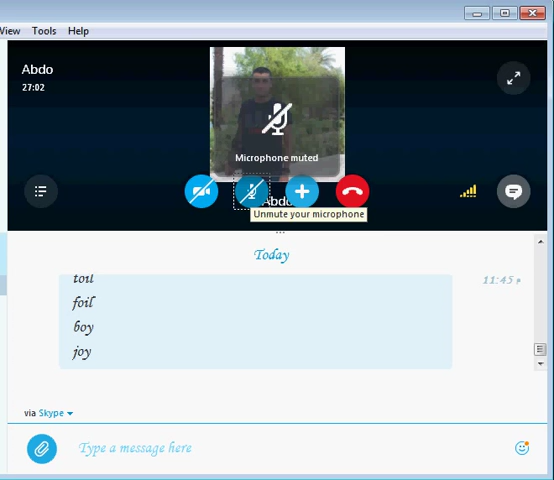 View Tools Help
Abdo
27:02
Microphone muted
Abdo
Unmute your microphone
Today
toil
11:45
foil
boy
joy
via Skype
Type a message here